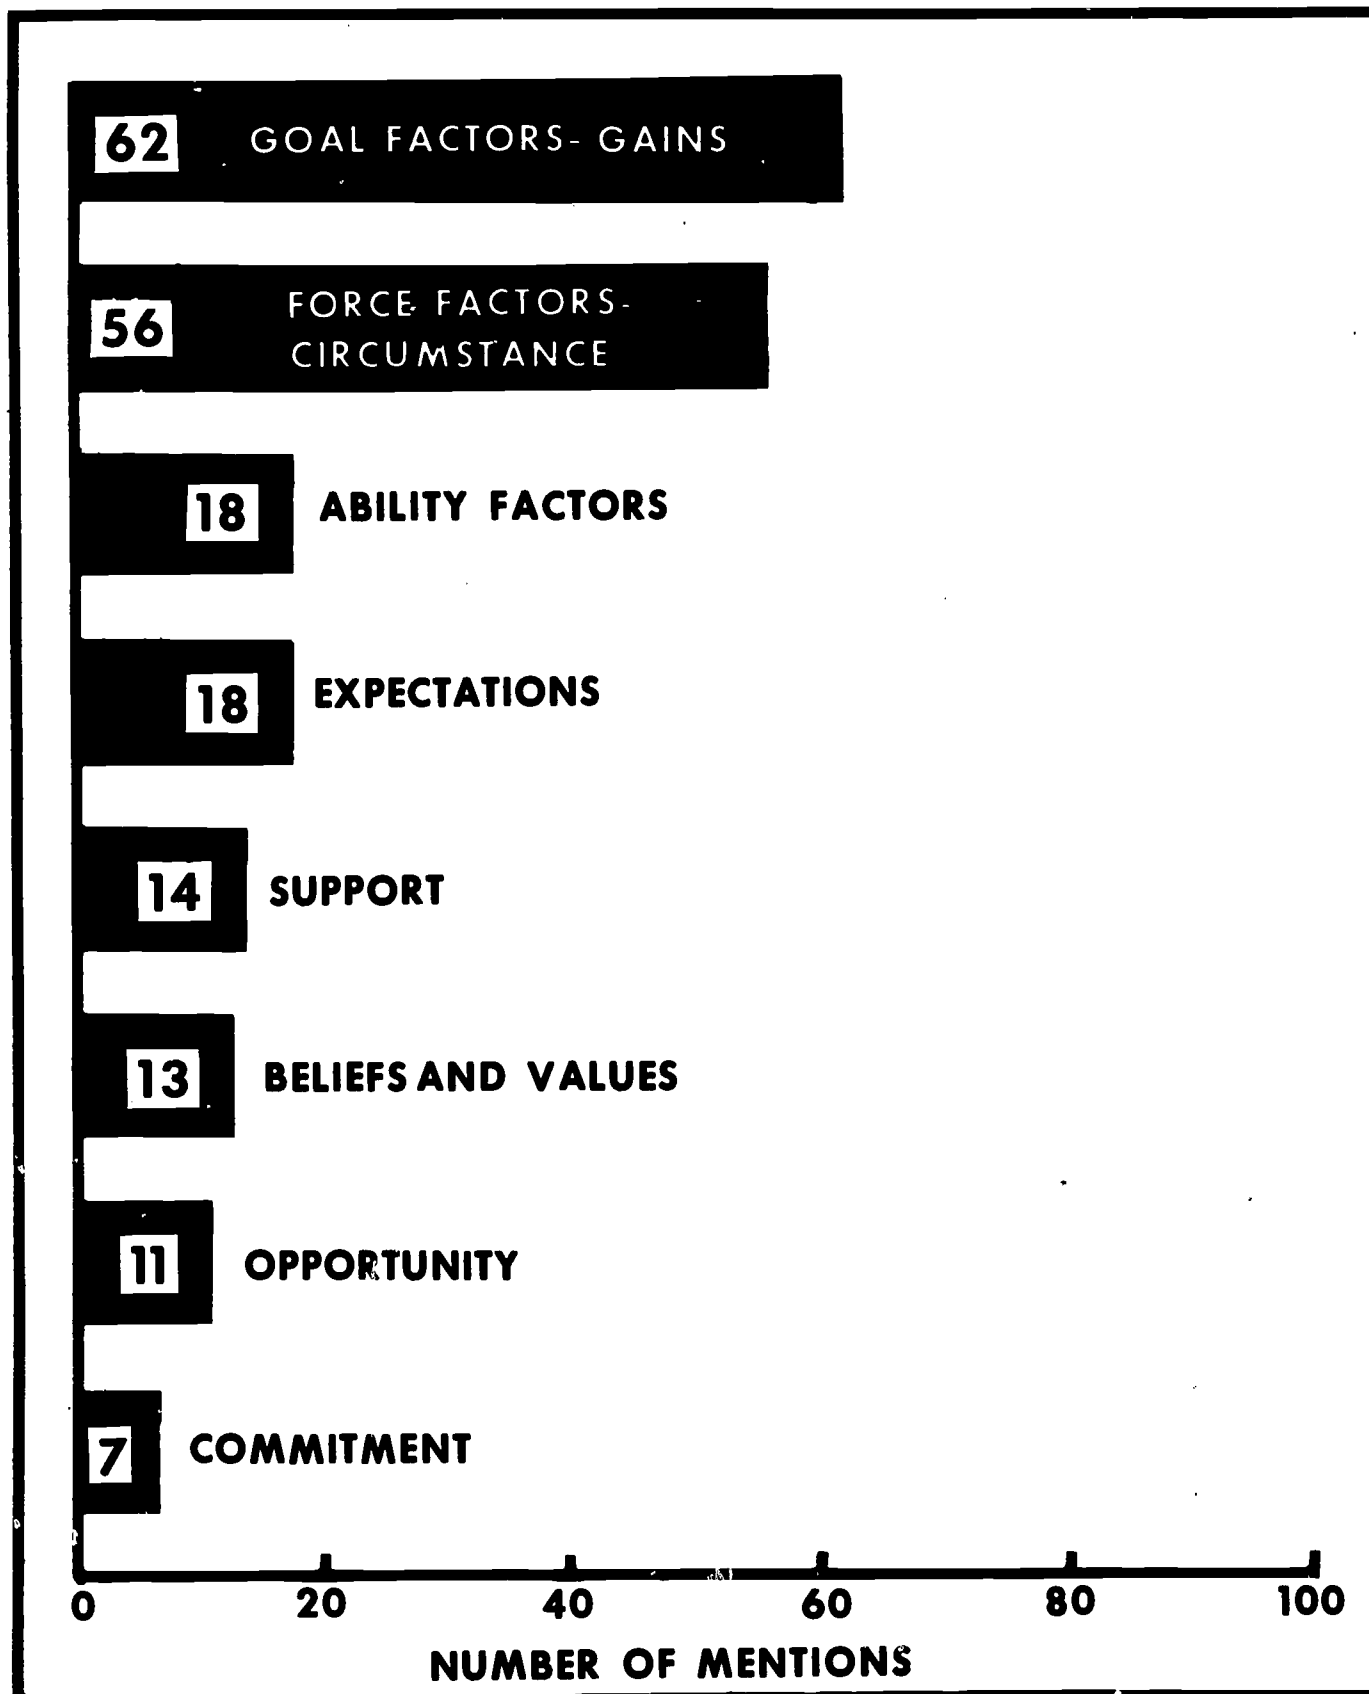 62 GOAL FACTORS- GAINS
56 FORCE FACTORS-
CIRCUMSTANCE
18 ABILITY FACTORS
18 EXPECTATIONS
14 SUPPORT
13 BELIEFS AND VALUES
11 OPPORTUNITY
7 COMMITMENT
0 20 40 60 80 100
NUMBER OF MENTIONS